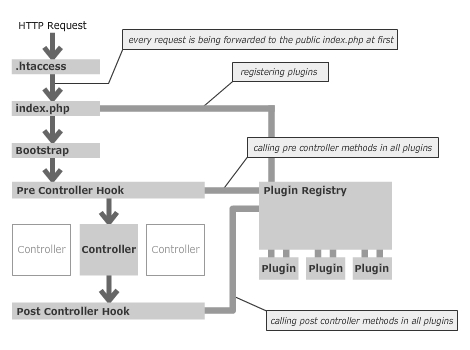 HTTP Request
every request is being forwarded to the public index.php at first
.htaccess
registering plugins
index.php
Bootstrap
calling pre controller methods in all plugins
Pre Controller Hook
Plugin Registry
Controller
Controller
Controller
Plugin
Plugin
Plugin
Post Controller Hook
calling post controller methods in all plugins